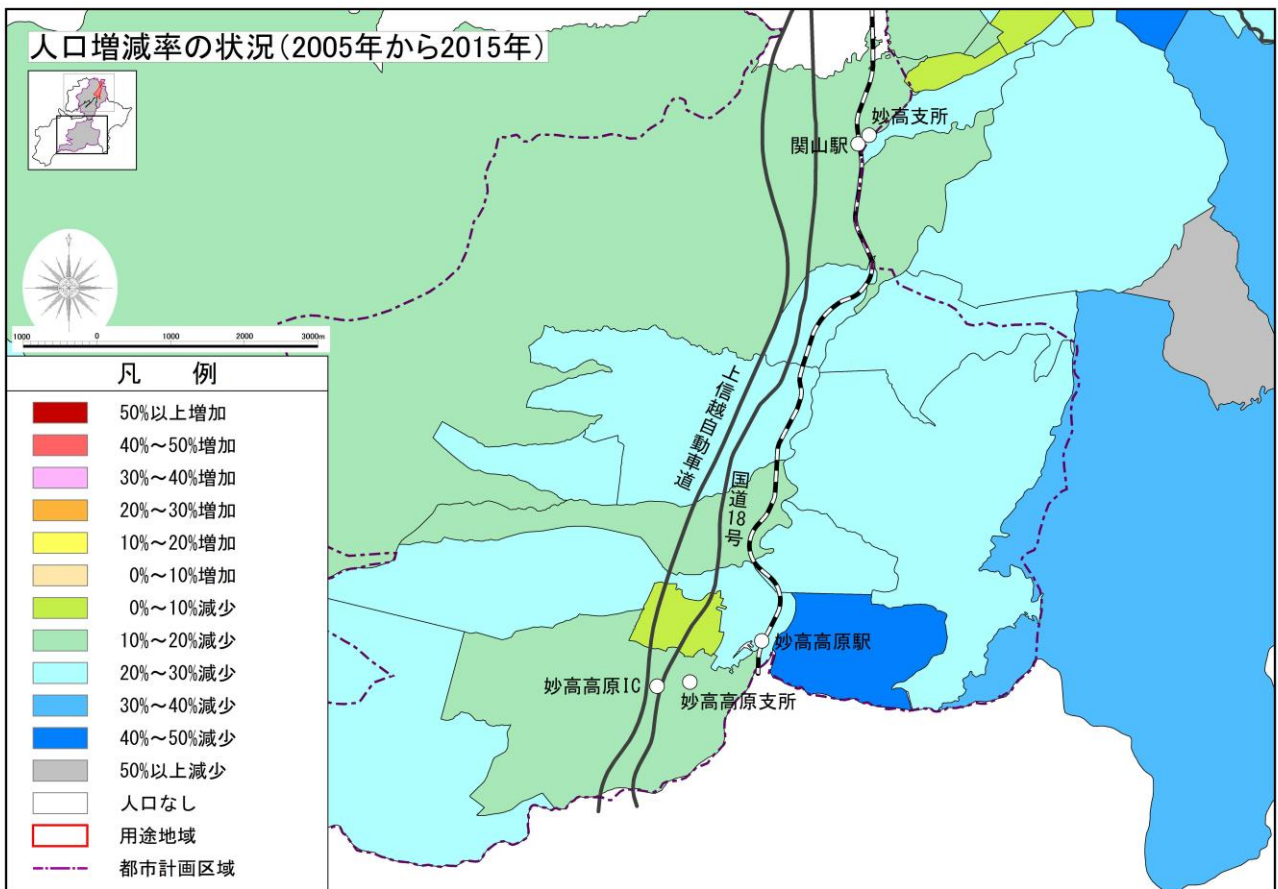 人口増減率の状況(2005年から2015年)
妙高支所
関山駅
1000 0 1000 2000 3000m
凡 例
50%以上増加
40%～50%増加
30%～40%増加
20%～30%増加
10%～20%増加
0%～10%増加
0%～10%減少
10%～20%減少
20%～30%減少
30%～40%減少
40%～50%減少
50%以上減少
人口なし
用途地域
都市計画区域
上信越自動車道
国道18号
妙高高原駅
妙高高原IC
妙高高原支所